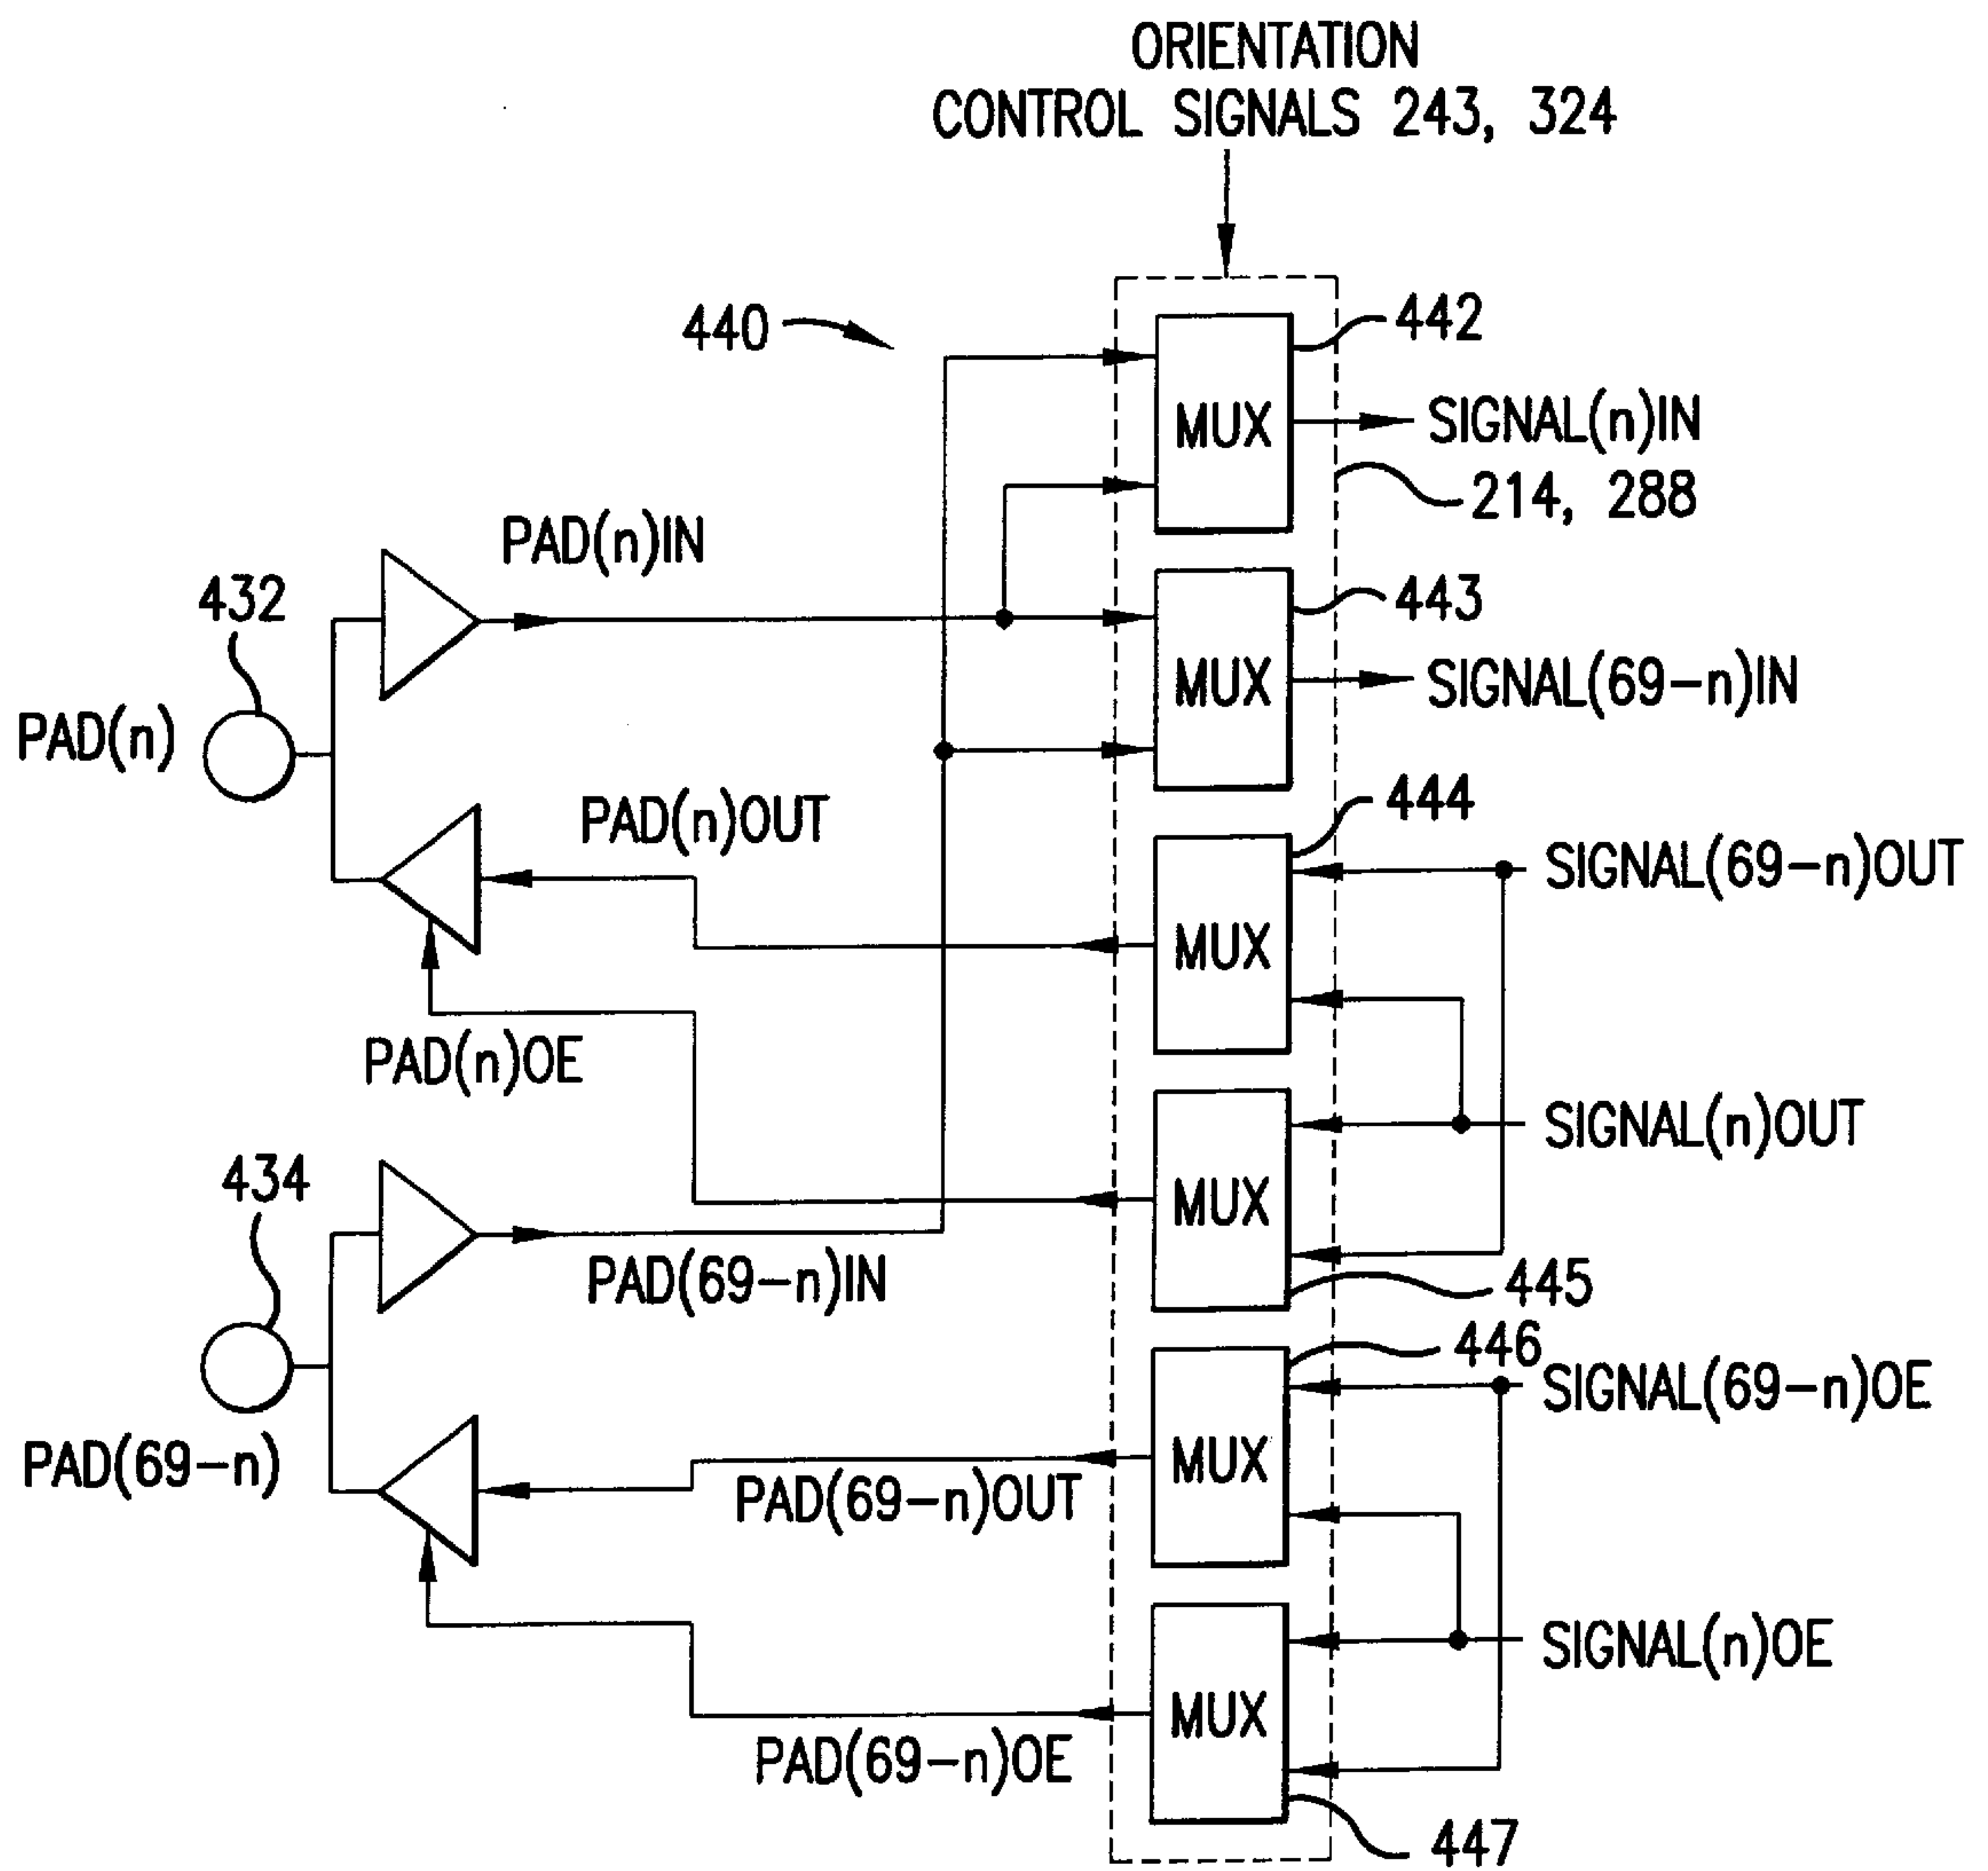 ORIENTATION
CONTROL SIGNALS 243, 324
440
442
MUX
SIGNAL(n)IN
214, 288
PAD(n)IN
432
443
MUX
SIGNAL(69-n)IN
PAD(n)
444
PAD(n)OUT
SIGNAL(69-n)OUT
MUX
PAD(n)OE
SIGNAL(n)OUT
434
MUX
PAD(69-n)IN
445
446
SIGNAL(69-n)OE
PAD(69-n)
MUX
PAD(69-n)OUT
SIGNAL(n)OE
MUX
PAD(69-n)OE
447